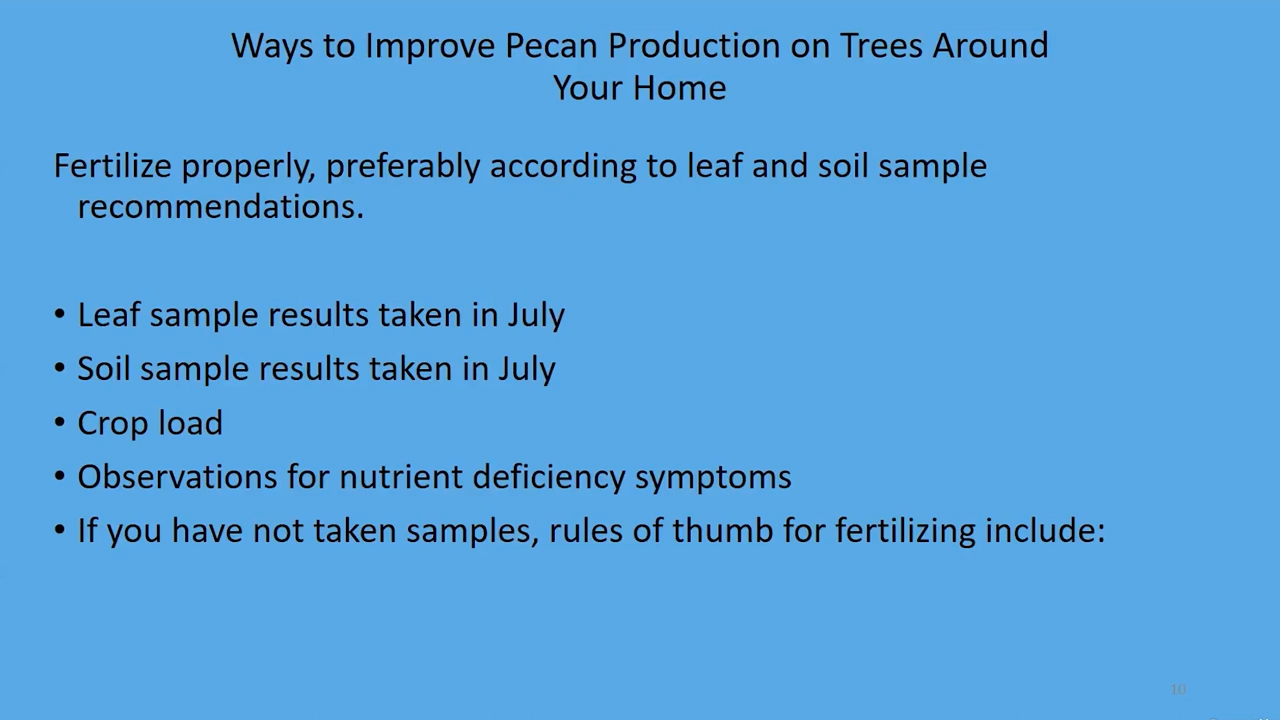 Ways to Improve Pecan Production on Trees Around
Your Home
Fertilize properly, preferably according to leaf and soil sample
recommendations.
• Leaf sample results taken in July
• Soil sample results taken in July
• Crop load
• Observations for nutrient deficiency symptoms
• If you have not taken samples, rules of thumb for fertilizing include:
10